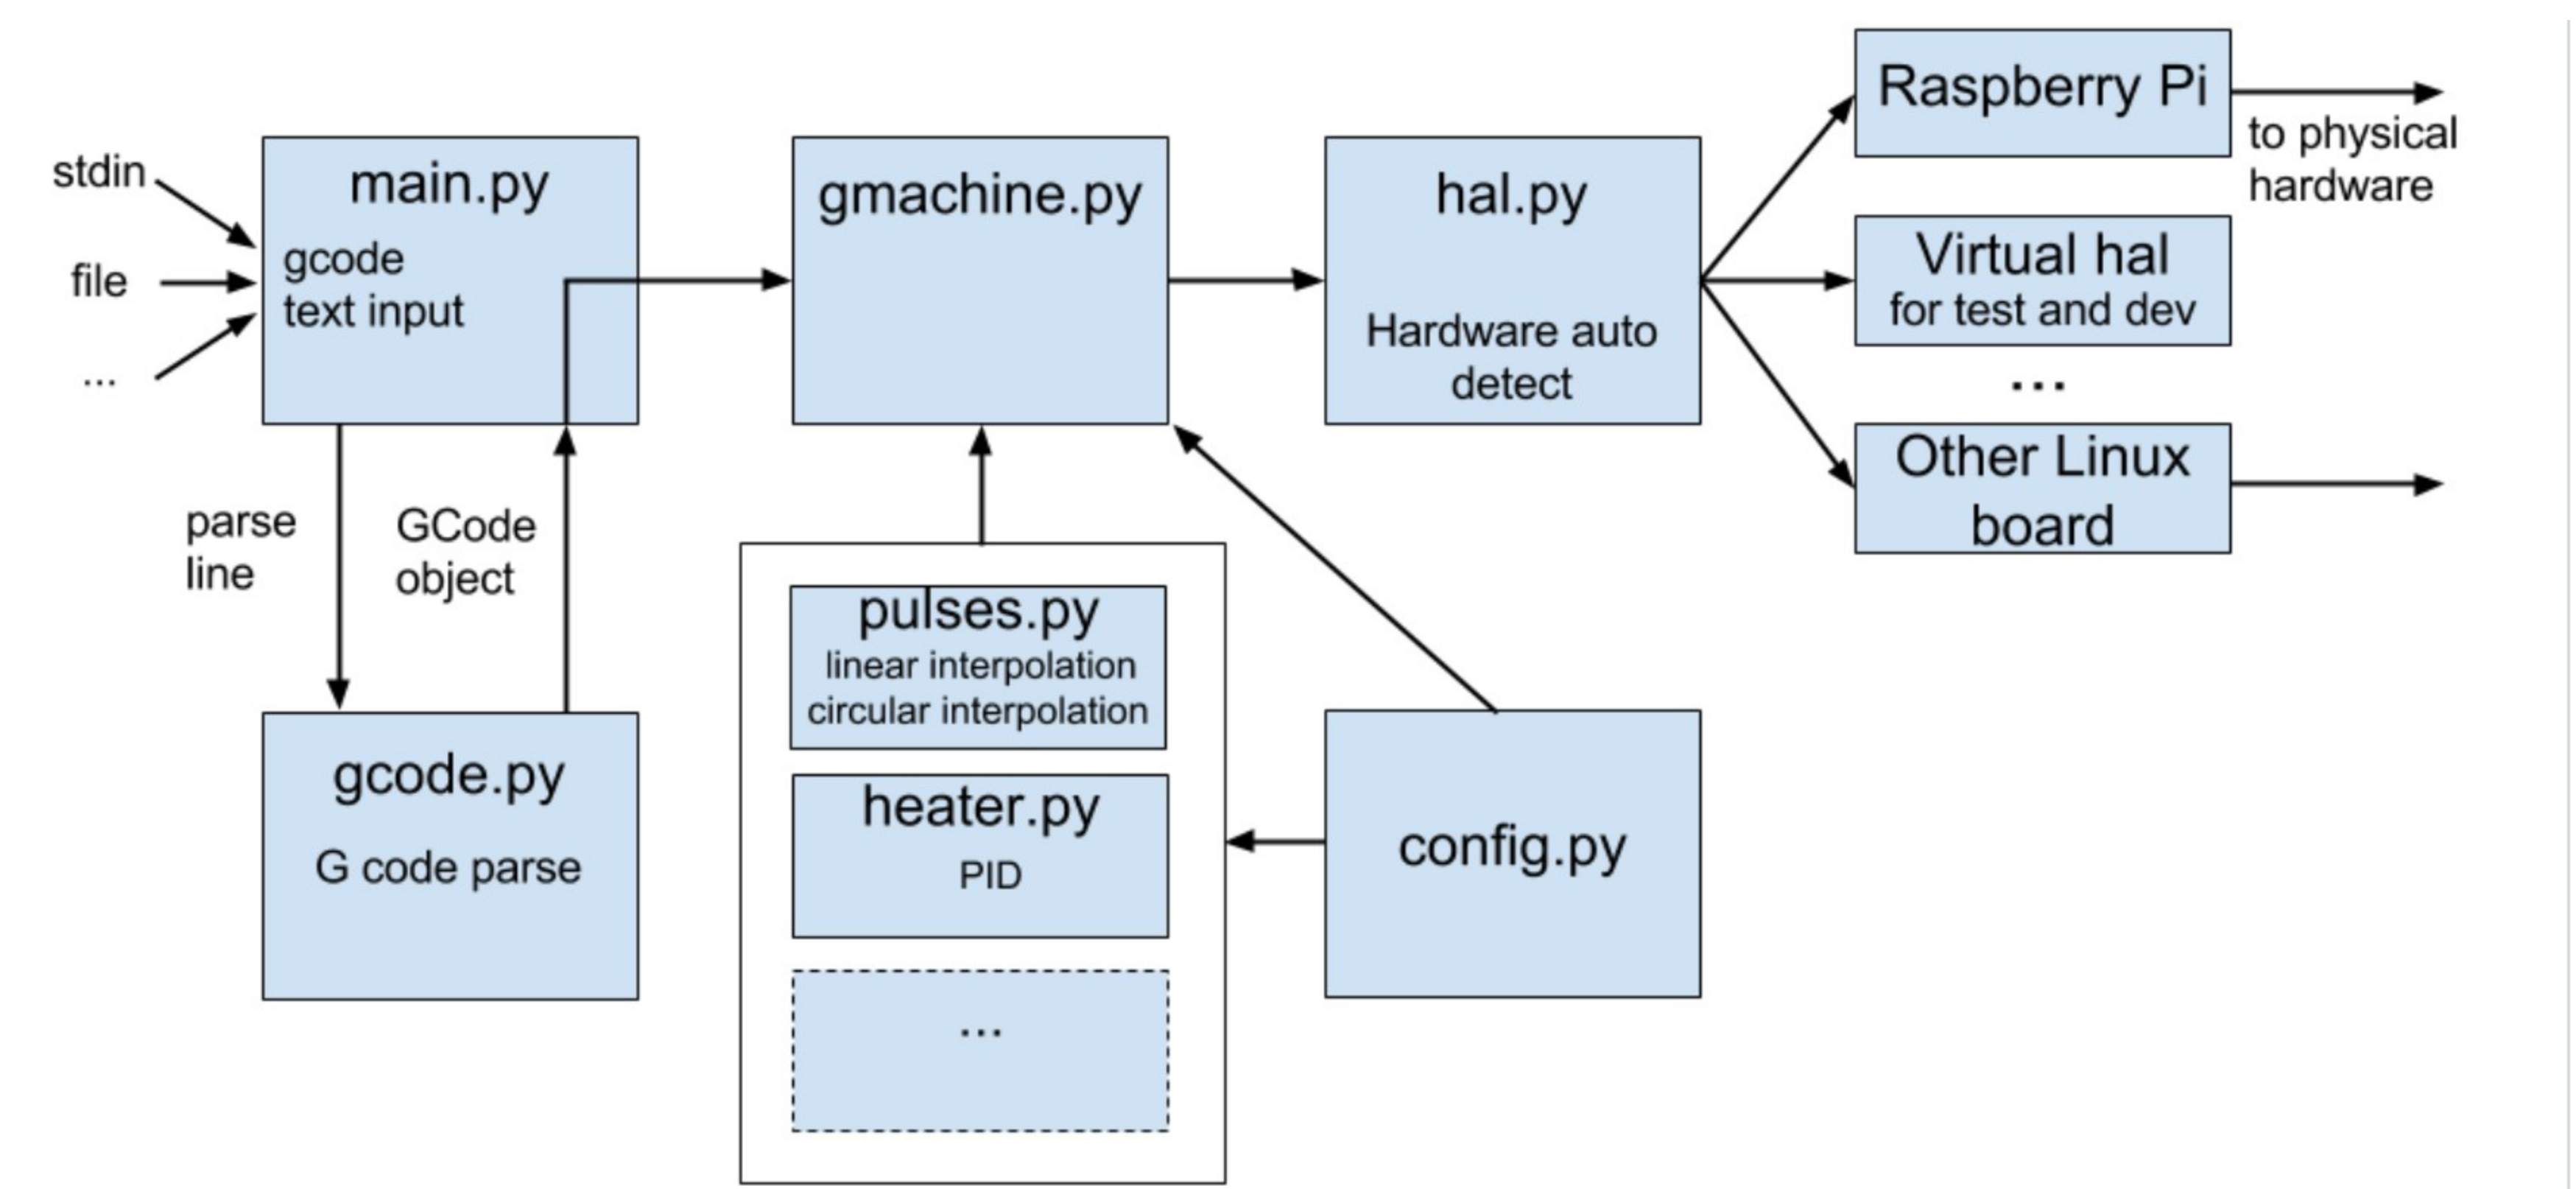 stdin
file
...
main.py
gcode
text input
parse
line
GCode
object
gcode.py
G code parse
gmachine.py
pulses.py
linear interpolation
circular interpolation
heater.py
PID
...
config.py
hal.py
Hardware auto
detect
Raspberry Pi
to physical
hardware
Virtual hal
for test and dev
...
Other Linux
board